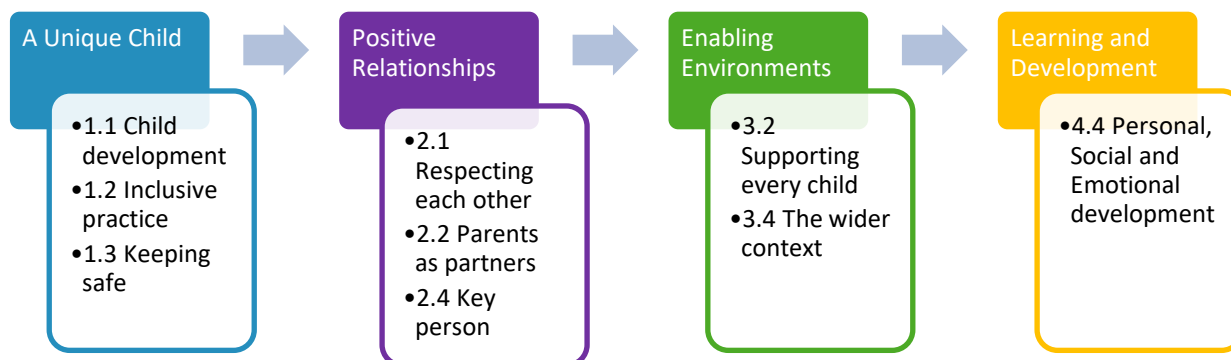 A Unique Child
•1.1 Child
development
•1.2 Inclusive
practice
•1.3 Keeping
safe
Positive
Relationships
•2.1
Respecting
each other
•2.2 Parents
as partners
•2.4 Key
person
Enabling
Environments
•3.2
Supporting
every child
•3.4 The wider
context
Learning and
Development
•4.4 Personal,
Social and
Emotional
development